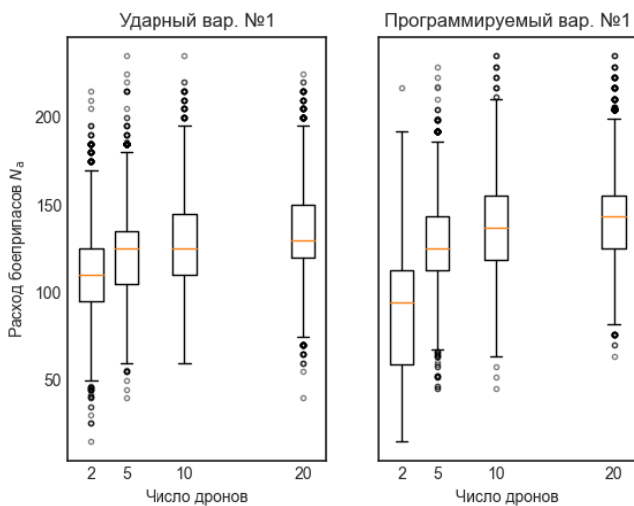 Ударный вар. №1
Программируемый вар. №1
Расход боеприпасов Nа
200
150
100
50
2 5 10 20
2 5 10 20
Число дронов
Число дронов